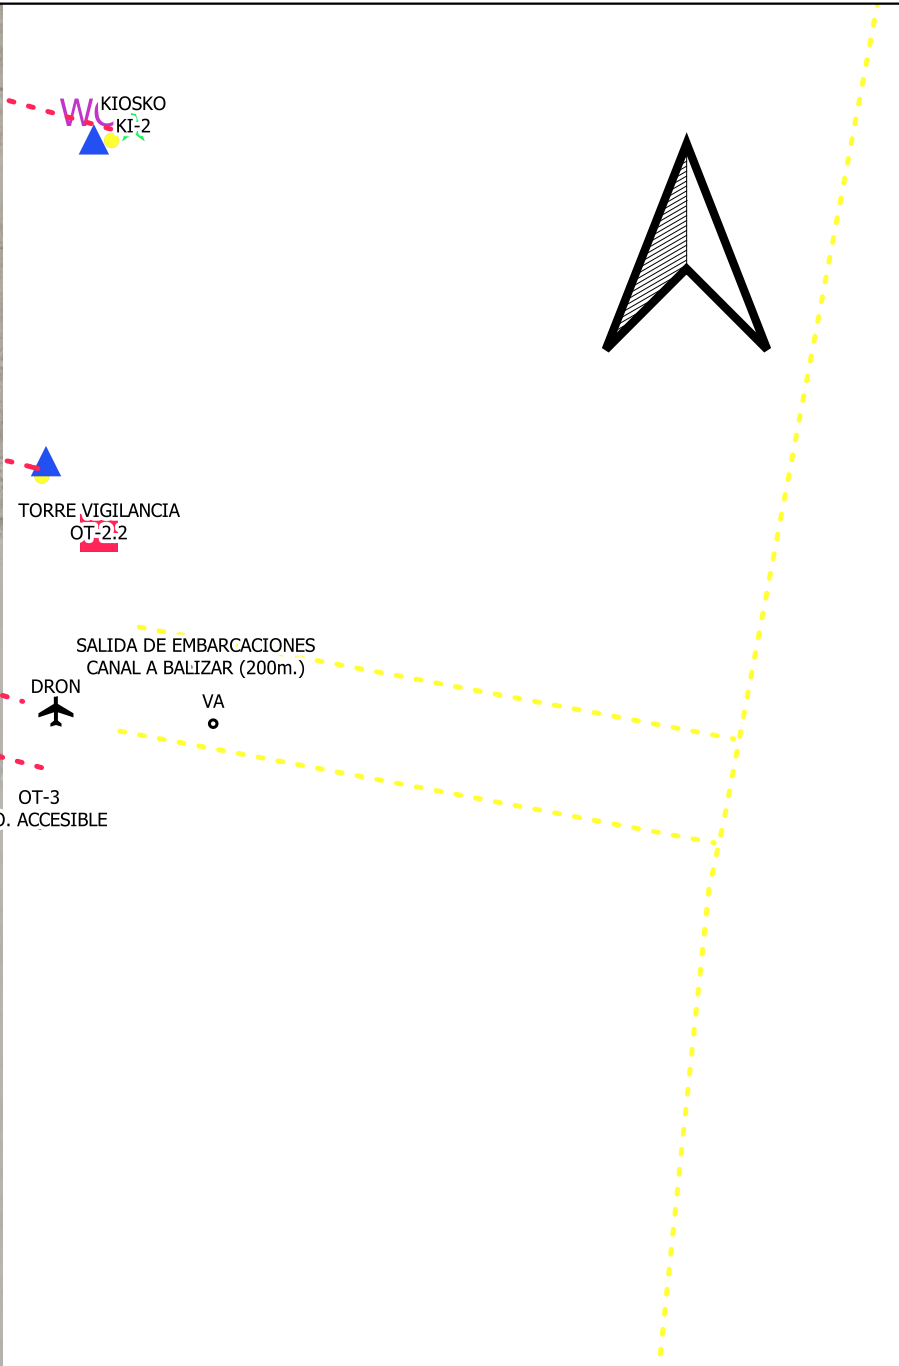 WC
KIOSKO
KI-2
TORRE VIGILANCIA
OT-2.2
SALIDA DE EMBARCACIONES
CANAL A BALIZAR (200m.)
DRON
VA
OT-3
ACCESIBLE